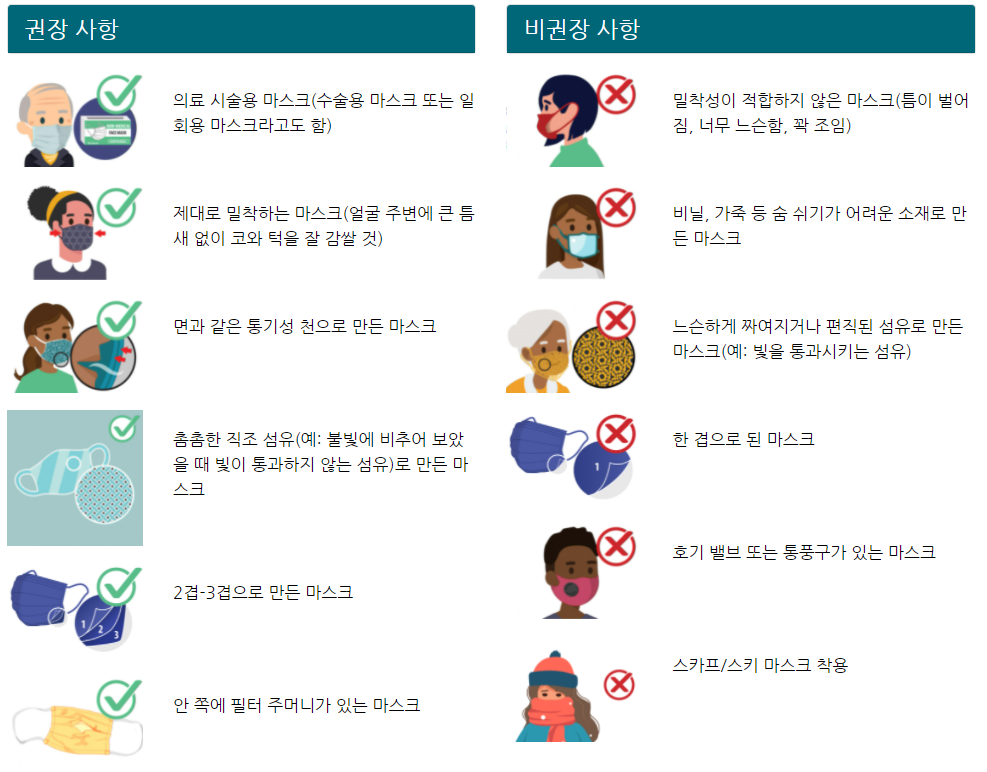 권장 사항
의료 시술용 마스크(수술용 마스크 또는 일
회용 마스크라고도 함)
제대로 밀착하는 마스크(얼굴 주변에 큰 틈
새 없이 코와 턱을 잘 감쌀 것)
면과 같은 통기성 천으로 만든 마스크
촘촘한 직조 섬유(예: 불빛에 비추어 보았
을 때 빛이 통과하지 않는 섬유)로 만든 마
스크
2겹-3겹으로 만든 마스크
1
2
3
안 쪽에 필터 주머니가 있는 마스크
비권장 사항
밀착성이 적합하지 않은 마스크(틈이 벌어
짐, 너무 느슨함, 꽉 조임)
비닐, 가죽 등 숨 쉬기가 어려운 소재로 만
든 마스크
느슨하게 짜여지거나 편직된 섬유로 만든
마스크(예: 빛을 통과시키는 섬유)
한 겹으로 된 마스크
1
호기 밸브 또는 통풍구가 있는 마스크
스카프/스키 마스크 착용